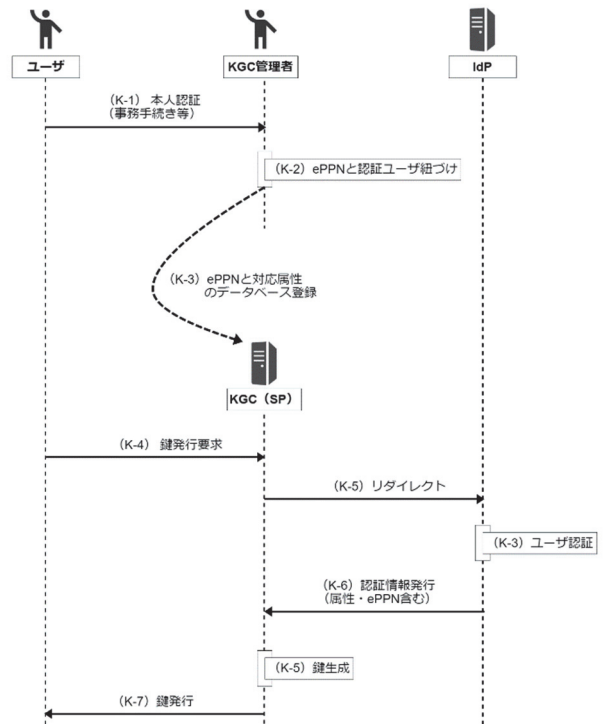 ユーザ
KGC管理者
IdP
（K-1） 本人認証
（事務手続き等）
（K-2）ePPNと認証ユーザ紐づけ
（K-3）ePPNと対応属性
のデータベース登録
KGC（SP）
（K-4） 鍵発行要求
（K-5）リダイレクト
（K-3）ユーザ認証
（K-6）認証情報発行
（属性・ePPN含む）
（K-5）鍵生成
（K-7）鍵発行